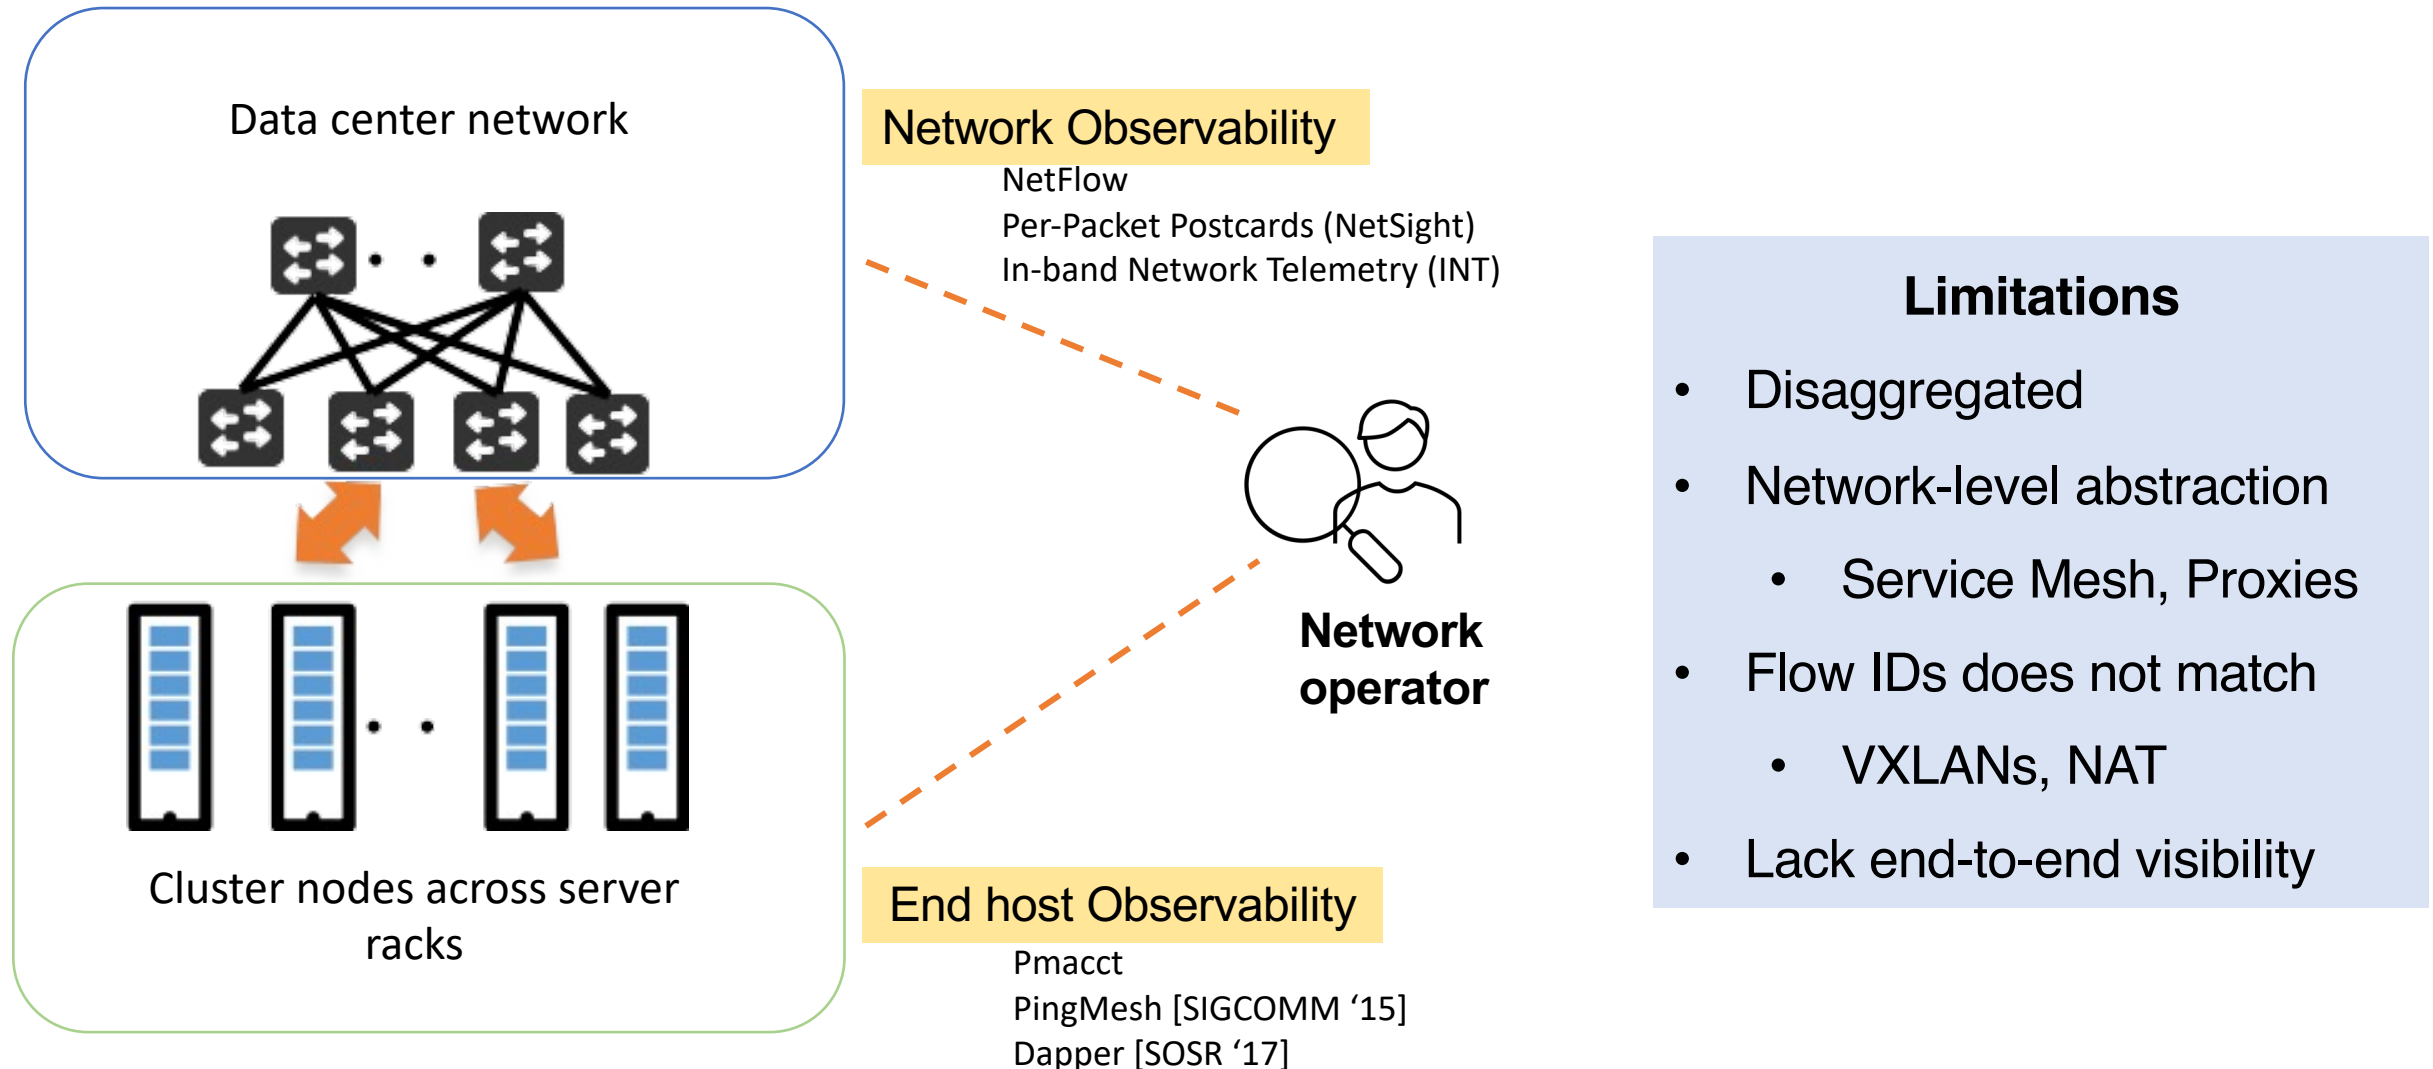 Data center network
Network Observability
NetFlow
Per-Packet Postcards (NetSight)
In-band Network Telemetry (INT)
Network
operator
Cluster nodes across server
racks
End host Observability
Pmacct
PingMesh [SIGCOMM ‘15]
Dapper [SOSR ‘17]
Limitations
• Disaggregated
• Network-level abstraction
• Service Mesh, Proxies
• Flow IDs does not match
• VXLANs, NAT
• Lack end-to-end visibility